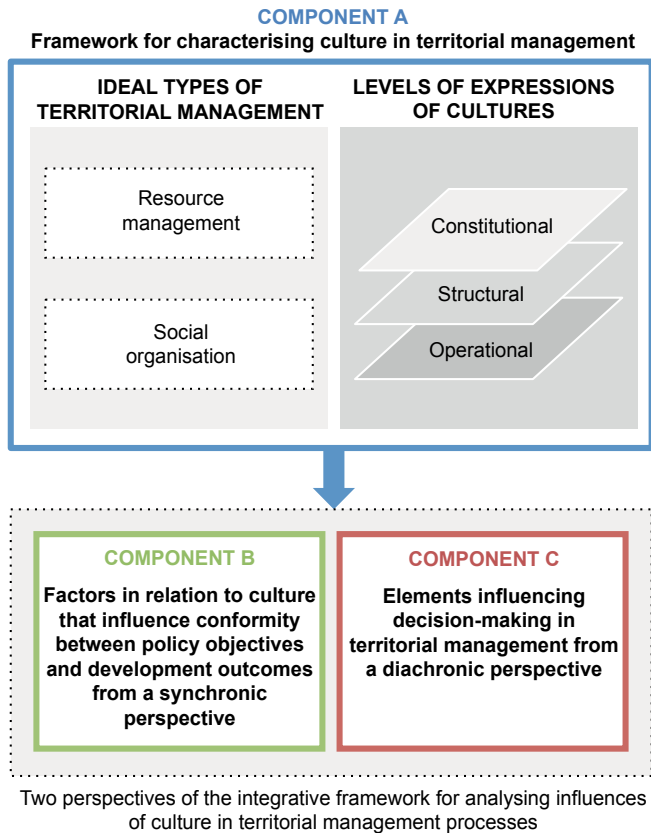 COMPONENT A
Framework for characterising culture in territorial management
IDEAL TYPES OF
TERRITORIAL MANAGEMENT
Resource
management
Social
organisation
LEVELS OF EXPRESSIONS
OF CULTURES
Constitutional
Structural
Operational
COMPONENT B
Factors in relation to culture
that influence conformity
between policy objectives
and development outcomes
from a synchronic
perspective
COMPONENT C
Elements influencing
decision-making in
territorial management from
a diachronic perspective
Two perspectives of the integrative framework for analysing influences
of culture in territorial management processes